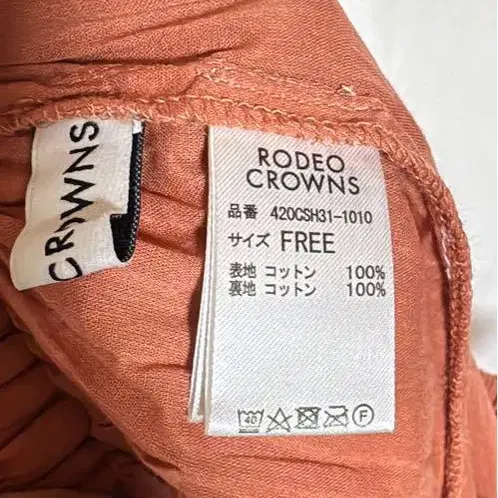 CROWNS
RODEO
CROWNS
品番 420CSH31-1010
サイズ FREE
表地 コットン 100%
裏地 コットン 100%
40 F